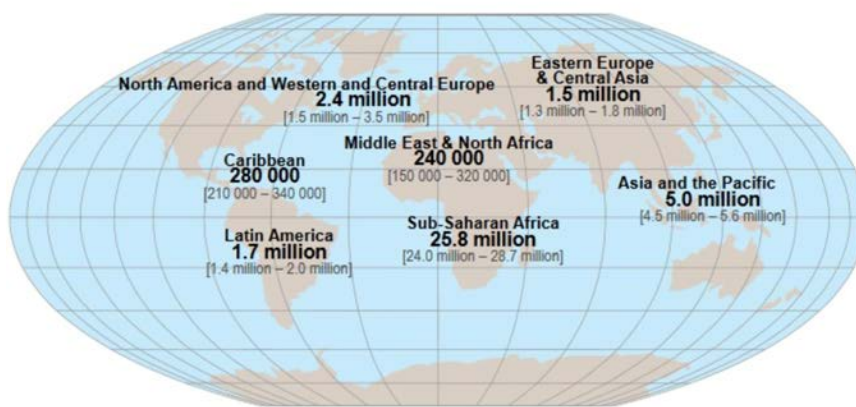 Eastern Europe
& Central Asia
1.5 million
[1.3 million – 1.8 million]
North America and Western and Central Europe
2.4 million
[1.5 million – 3.5 million]
Middle East & North Africa
240 000
[150 000 – 320 000]
Caribbean
280 000
[210 000 – 340 000]
Asia and the Pacific
5.0 million
[4.5 million – 5.6 million]
Sub-Saharan Africa
25.8 million
[24.0 million – 28.7 million]
Latin America
1.7 million
[1.4 million – 2.0 million]